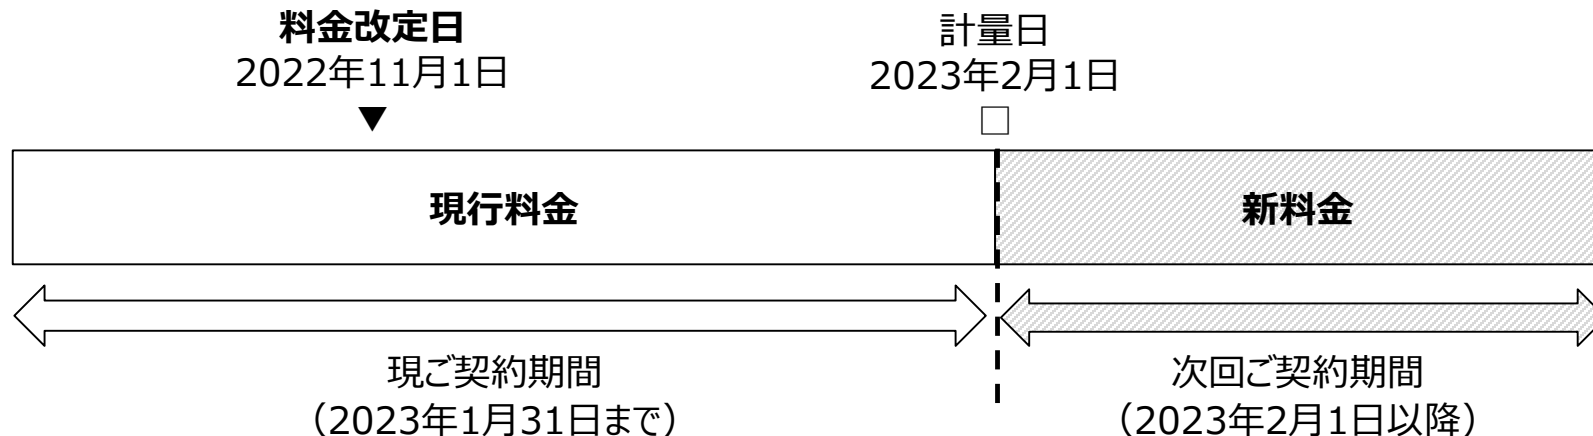 料金改定日
2022年11月1日
計量日
2023年2月1日
現行料金
新料金
現ご契約期間
（2023年1月31日まで）
次回ご契約期間
（2023年2月1日以降）